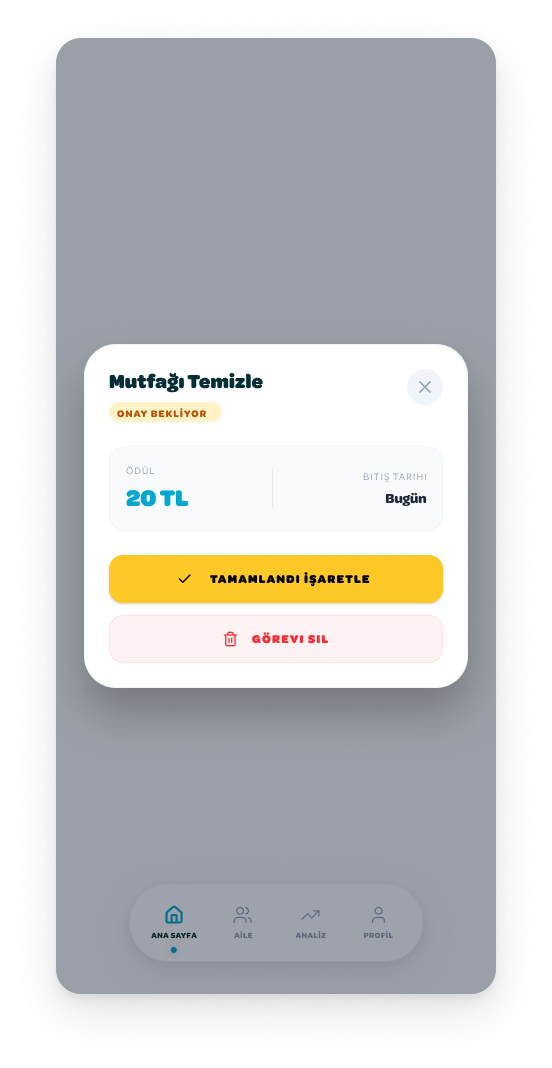 Mutfağı Temizle
ONAY BEKLİYOR
ÖDÜL
20 TL
BITIŞ TARIHI
Bugün
TAMAMLANDI İŞARETLE
GÖREVI SIL
ANA SAYFA
AİLE
ANALİZ
PROFİL